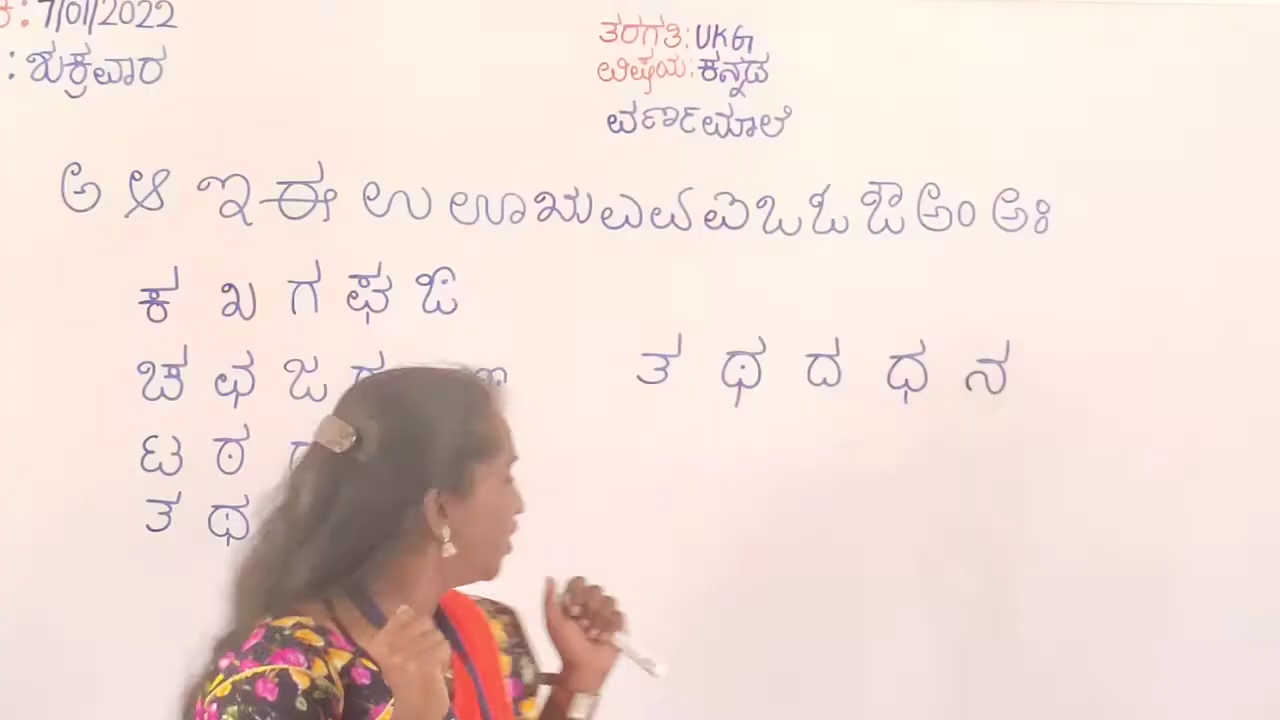 : 7/01/2022
: ಶುಕ್ರವಾರ
ತರಗತಿ: UKG
ವಿಷಯ: ಕನ್ನಡ
ವರ್ಣಮಾಲೆ
ಅ ಆ ಇ ಈ ಉ ಊ ಋ ಎ ಏ ಐ ಒ ಓ ಔ ಅಂ ಅಃ
ಕ ಖ ಗ ಘ ಙ
ಚ ಛ ಜ
ಟ ಠ
ತ ಥ
ತ ಥ ದ ಧ ನ